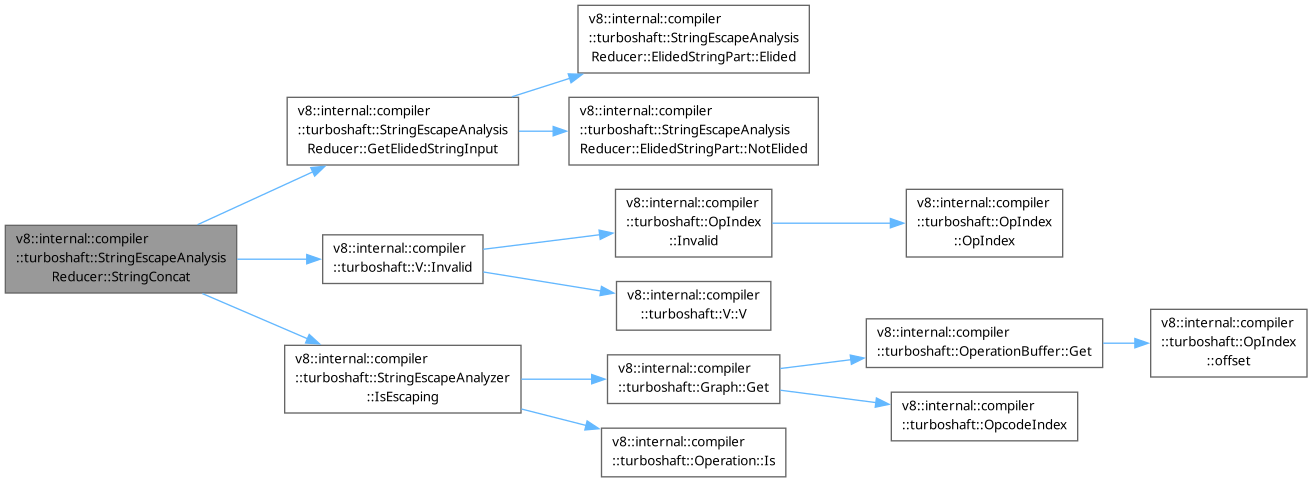 v8::internal::compiler
::turboshaft::StringEscapeAnalysis
Reducer::StringConcat
v8::internal::compiler
::turboshaft::StringEscapeAnalysis
Reducer::GetElidedStringInput
v8::internal::compiler
::turboshaft::StringEscapeAnalysis
Reducer::ElidedStringPart::Elided
v8::internal::compiler
::turboshaft::StringEscapeAnalysis
Reducer::ElidedStringPart::NotElided
v8::internal::compiler
::turboshaft::V::Invalid
v8::internal::compiler
::turboshaft::OpIndex
::Invalid
v8::internal::compiler
::turboshaft::OpIndex
::OpIndex
v8::internal::compiler
::turboshaft::V::V
v8::internal::compiler
::turboshaft::StringEscapeAnalyzer
::IsEscaping
v8::internal::compiler
::turboshaft::Graph::Get
v8::internal::compiler
::turboshaft::OperationBuffer::Get
v8::internal::compiler
::turboshaft::OpIndex
::offset
v8::internal::compiler
::turboshaft::OpcodeIndex
v8::internal::compiler
::turboshaft::Operation::Is